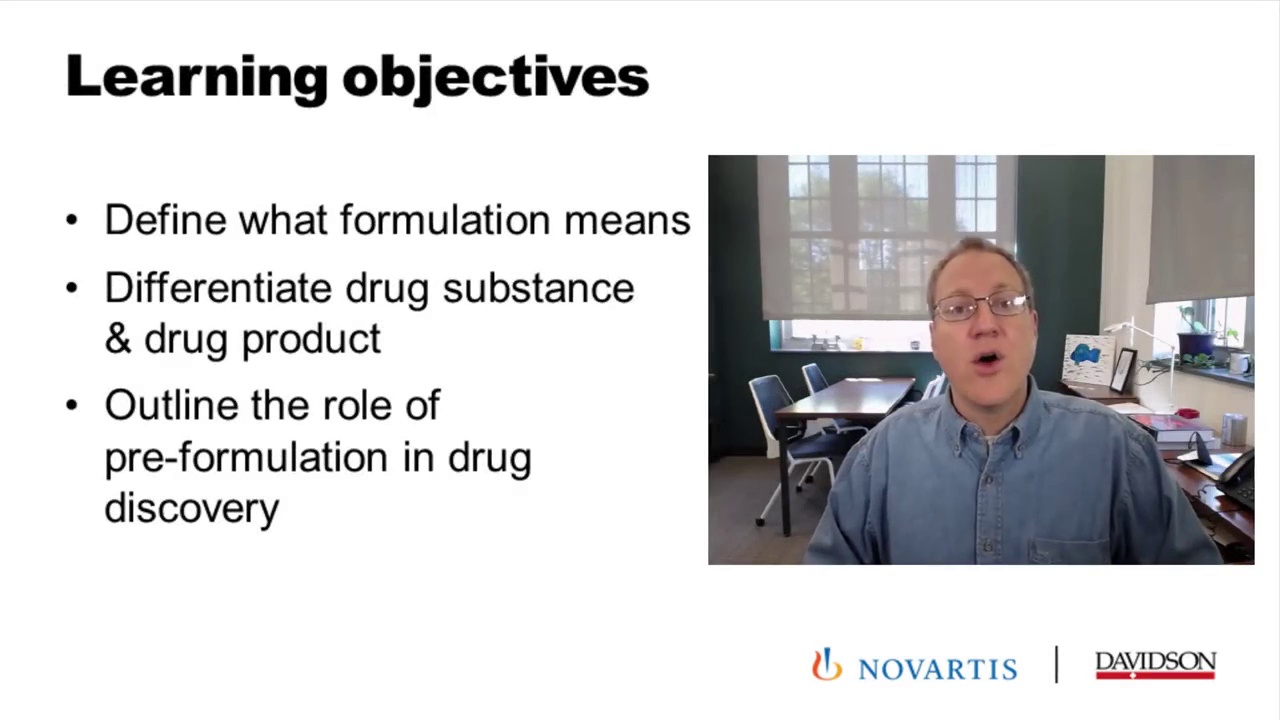 Learning objectives
• Define what formulation means
• Differentiate drug substance
& drug product
• Outline the role of
pre-formulation in drug
discovery
NOVARTIS | DAVIDSON